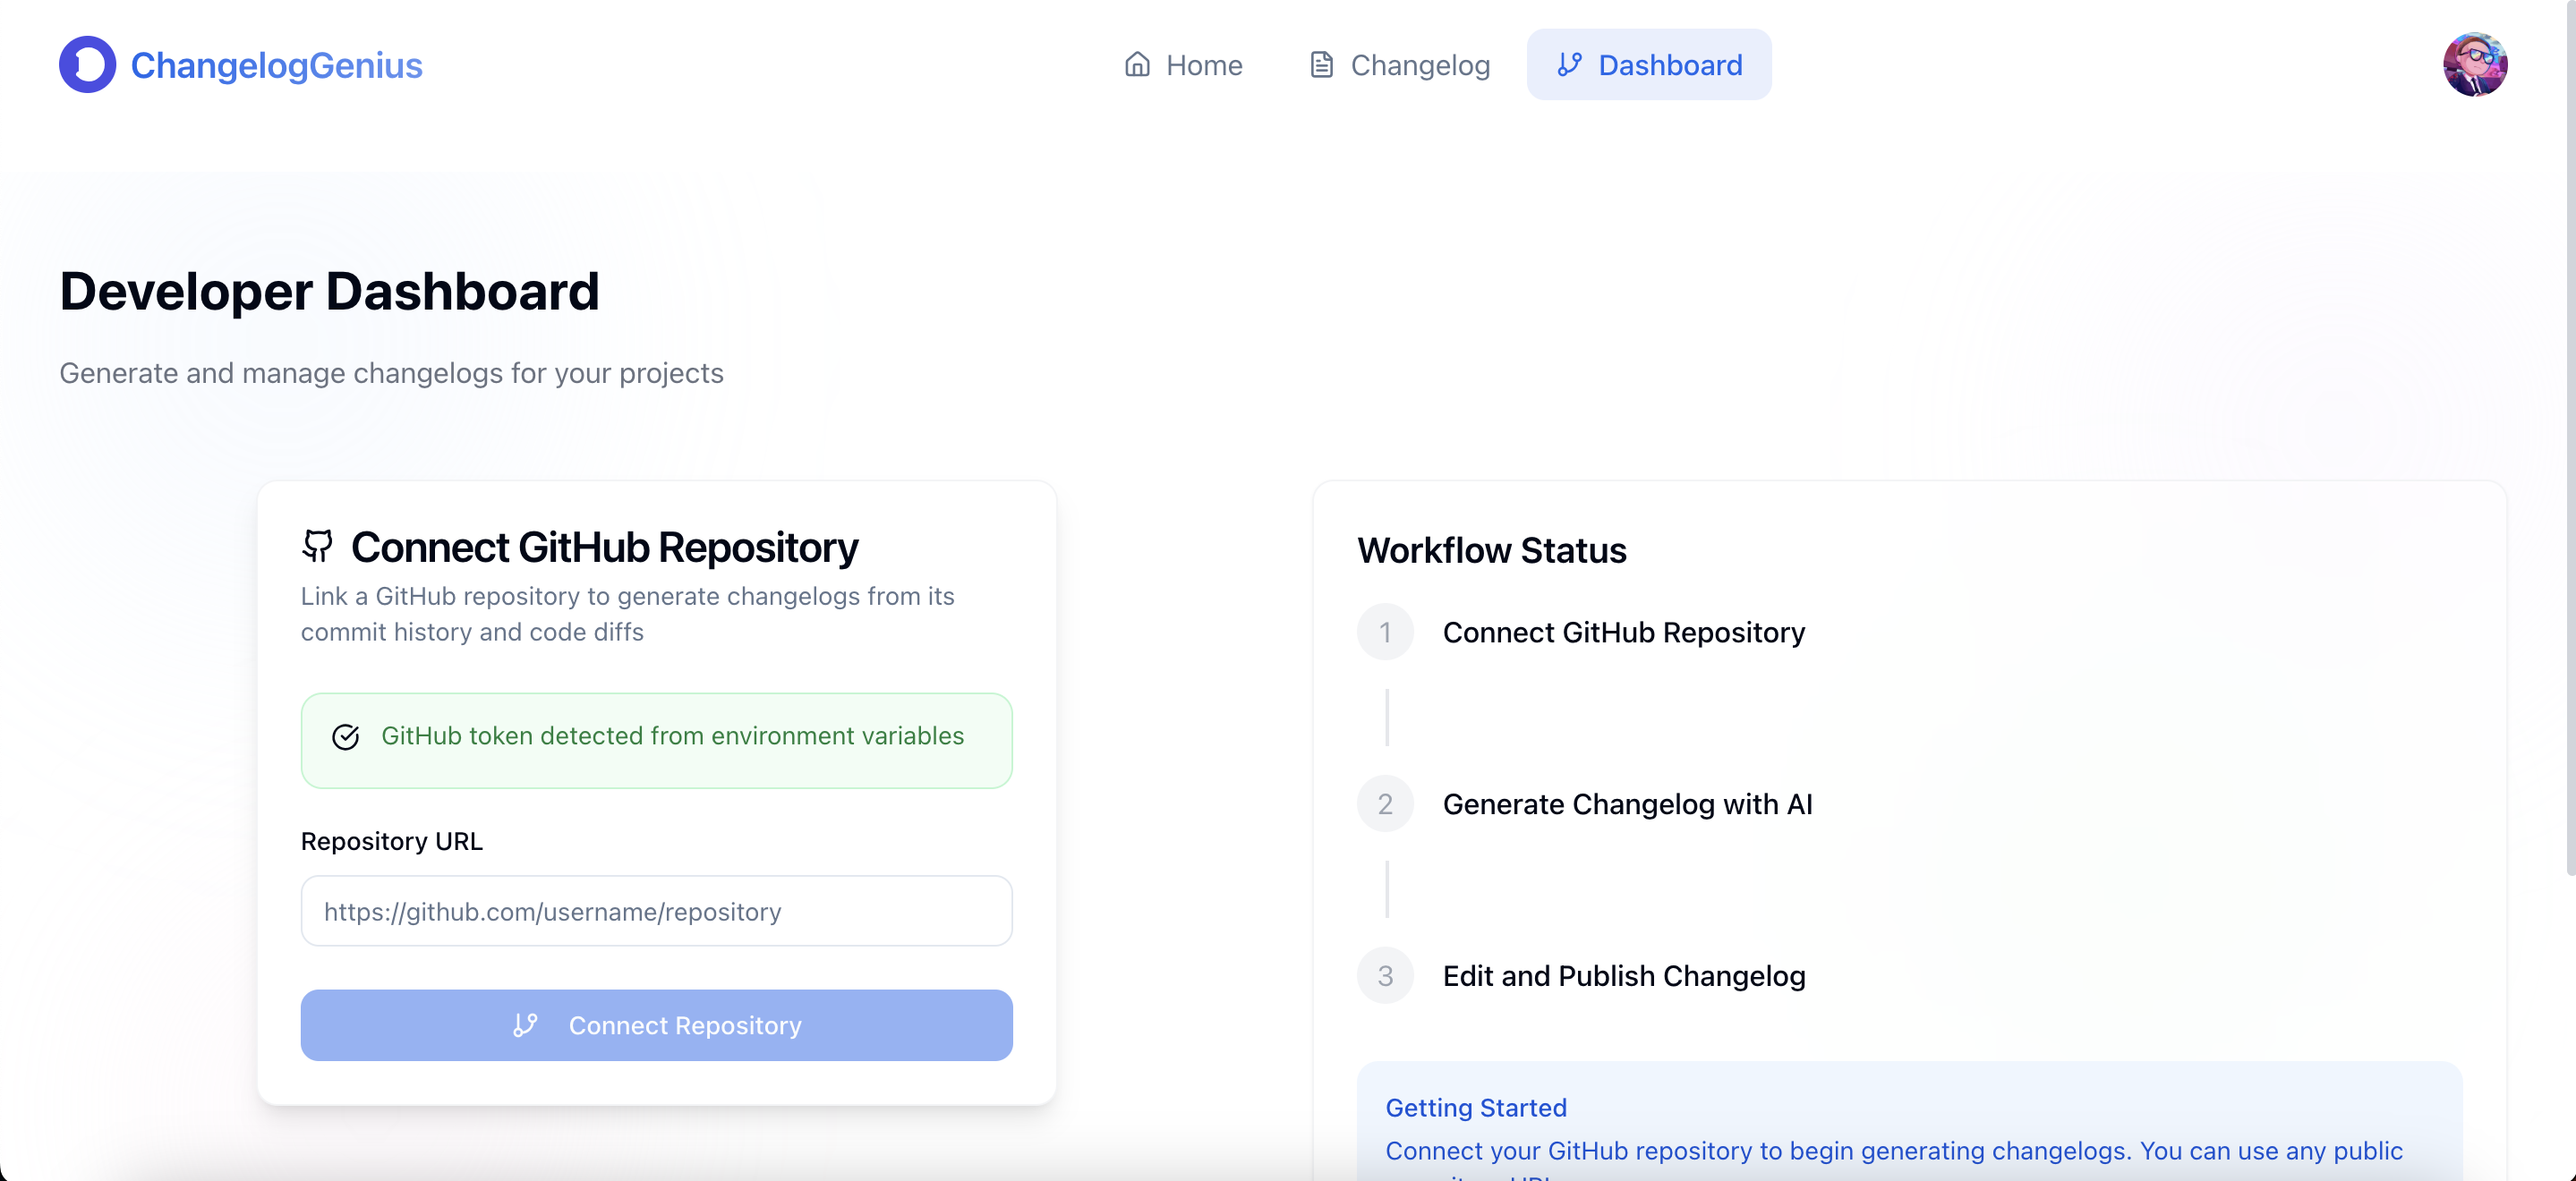 ChangelogGenius
Home
Changelog
Dashboard
Developer Dashboard
Generate and manage changelogs for your projects
Connect GitHub Repository
Link a GitHub repository to generate changelogs from its
commit history and code diffs
GitHub token detected from environment variables
Repository URL
https://github.com/username/repository
Connect Repository
Workflow Status
1 Connect GitHub Repository
2 Generate Changelog with AI
3 Edit and Publish Changelog
Getting Started
Connect your GitHub repository to begin generating changelogs. You can use any public